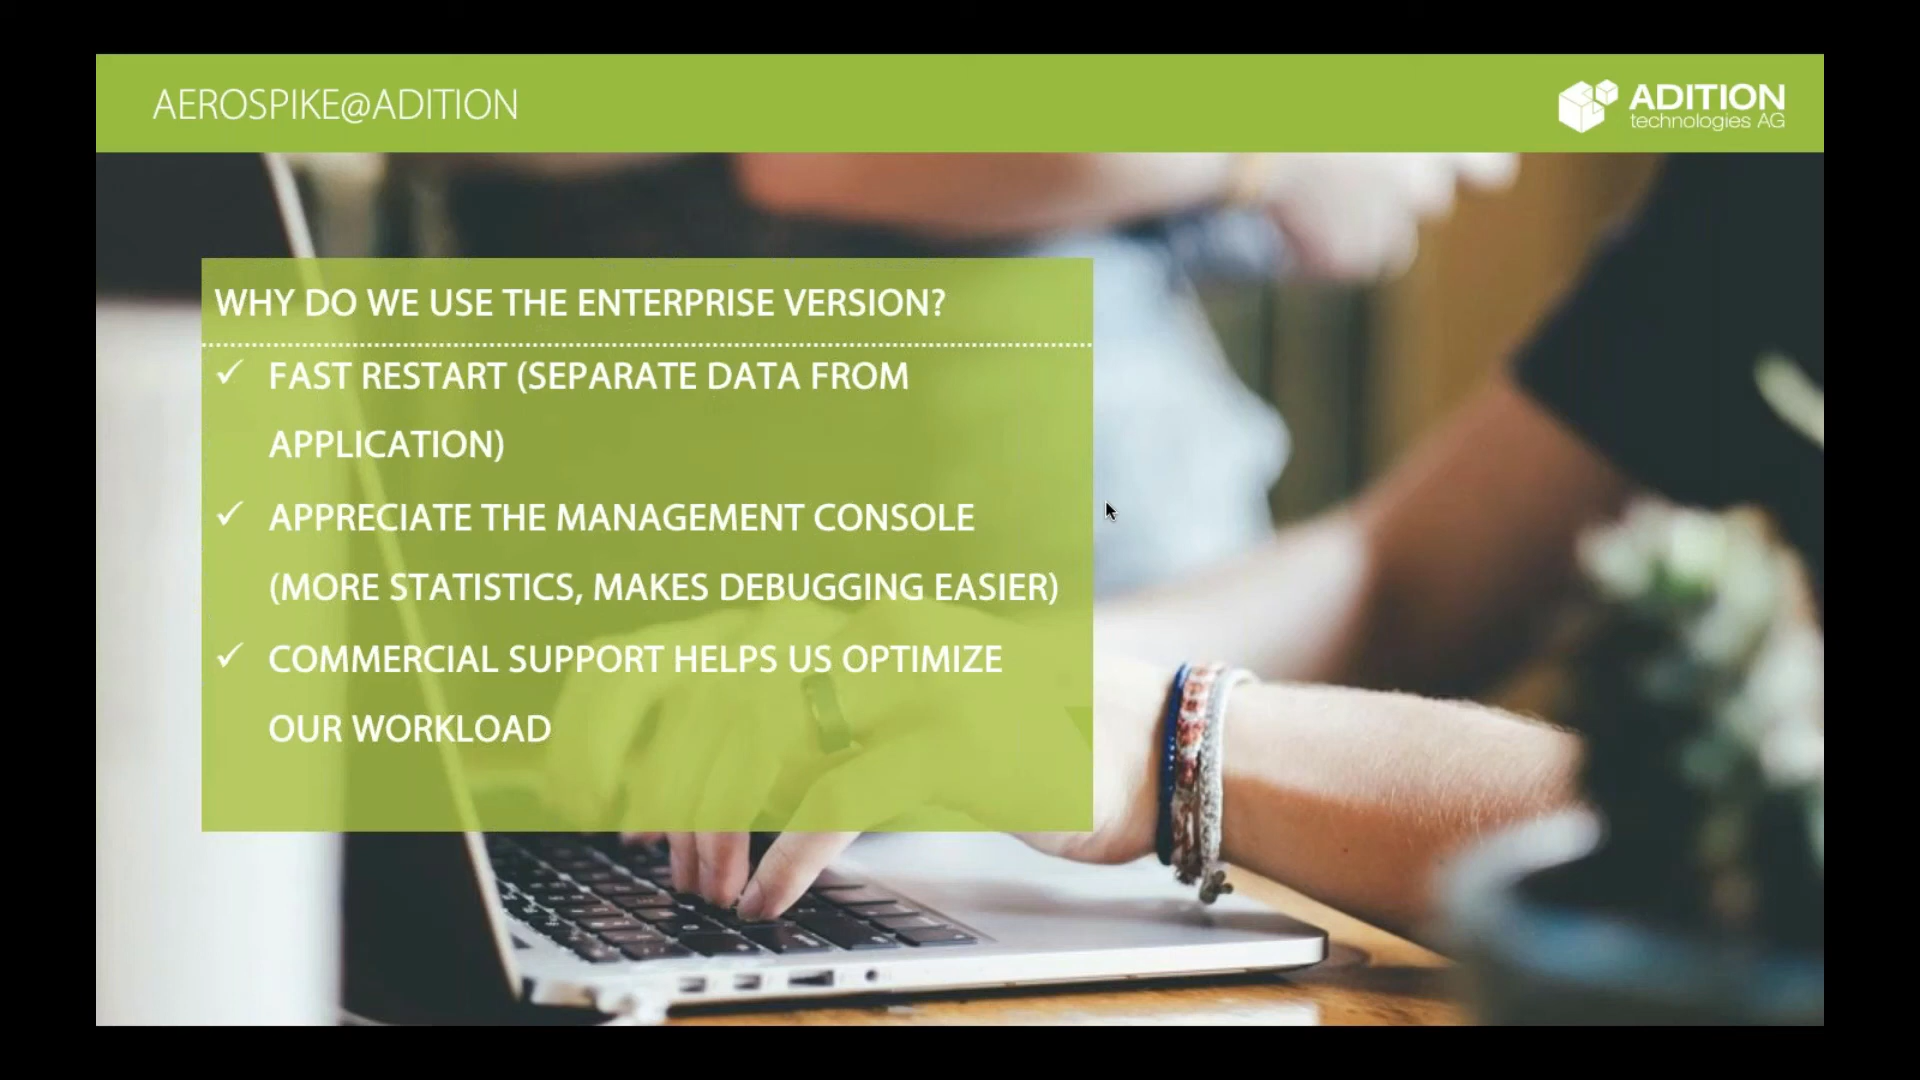 AEROSPIKE@ADITION
ADITION
technologies AG
WHY DO WE USE THE ENTERPRISE VERSION?
✓ FAST RESTART (SEPARATE DATA FROM
APPLICATION)
✓ APPRECIATE THE MANAGEMENT CONSOLE
(MORE STATISTICS, MAKES DEBUGGING EASIER)
✓ COMMERCIAL SUPPORT HELPS US OPTIMIZE
OUR WORKLOAD